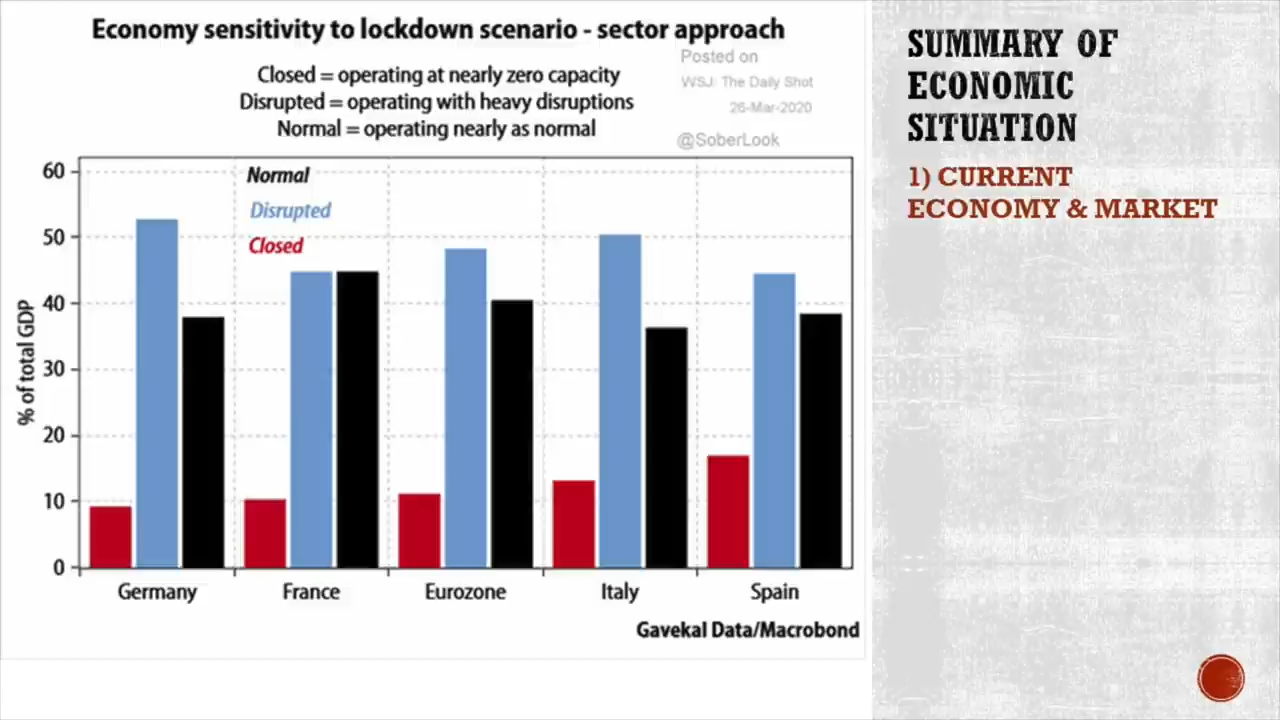 Economy sensitivity to lockdown scenario - sector approach
Closed = operating at nearly zero capacity
Disrupted = operating with heavy disruptions
Normal = operating nearly as normal
Posted on
WSJ: The Daily Shot
26-Mar-2020
@SoberLook
Normal
Disrupted
Closed
% of total GDP
60
50
40
30
20
10
0
Germany France Eurozone Italy Spain
Gavekal Data/Macrobond
SUMMARY OF
ECONOMIC
SITUATION
1) CURRENT
ECONOMY & MARKET